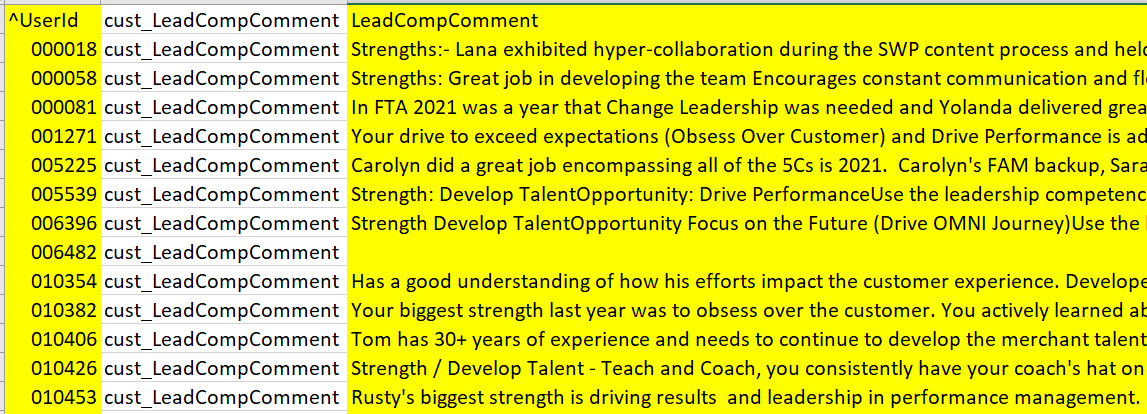 ^UserId cust_LeadCompComment LeadCompComment
000018 cust_LeadCompComment Strengths:- Lana exhibited hyper-collaboration during the SWP content process and held
000058 cust_LeadCompComment Strengths: Great job in developing the team Encourages constant communication and fl
000081 cust_LeadCompComment In FTA 2021 was a year that Change Leadership was needed and Yolanda delivered grea
001271 cust_LeadCompComment Your drive to exceed expectations (Obsess Over Customer) and Drive Performance is ad
005225 cust_LeadCompComment Carolyn did a great job encompassing all of the 5Cs is 2021. Carolyn's FAM backup, Sara
005539 cust_LeadCompComment Strength: Develop TalentOpportunity: Drive PerformanceUse the leadership competenc
006396 cust_LeadCompComment Strength Develop TalentOpportunity Focus on the Future (Drive OMNI Journey)Use the
006482 cust_LeadCompComment
010354 cust_LeadCompComment Has a good understanding of how his efforts impact the customer experience. Develope
010382 cust_LeadCompComment Your biggest strength last year was to obsess over the customer. You actively learned ab
010406 cust_LeadCompComment Tom has 30+ years of experience and needs to continue to develop the merchant talent
010426 cust_LeadCompComment Strength / Develop Talent - Teach and Coach, you consistently have your coach's hat on
010453 cust_LeadCompComment Rusty's biggest strength is driving results and leadership in performance management.